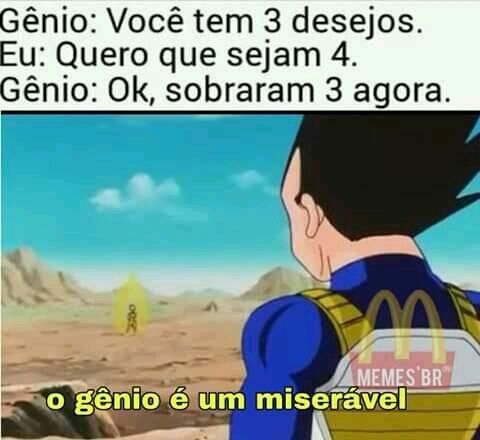 Gênio: Você tem 3 desejos.
Eu: Quero que sejam 4.
Gênio: Ok, sobraram 3 agora.
MEMES'BR
o gênio é um miserável